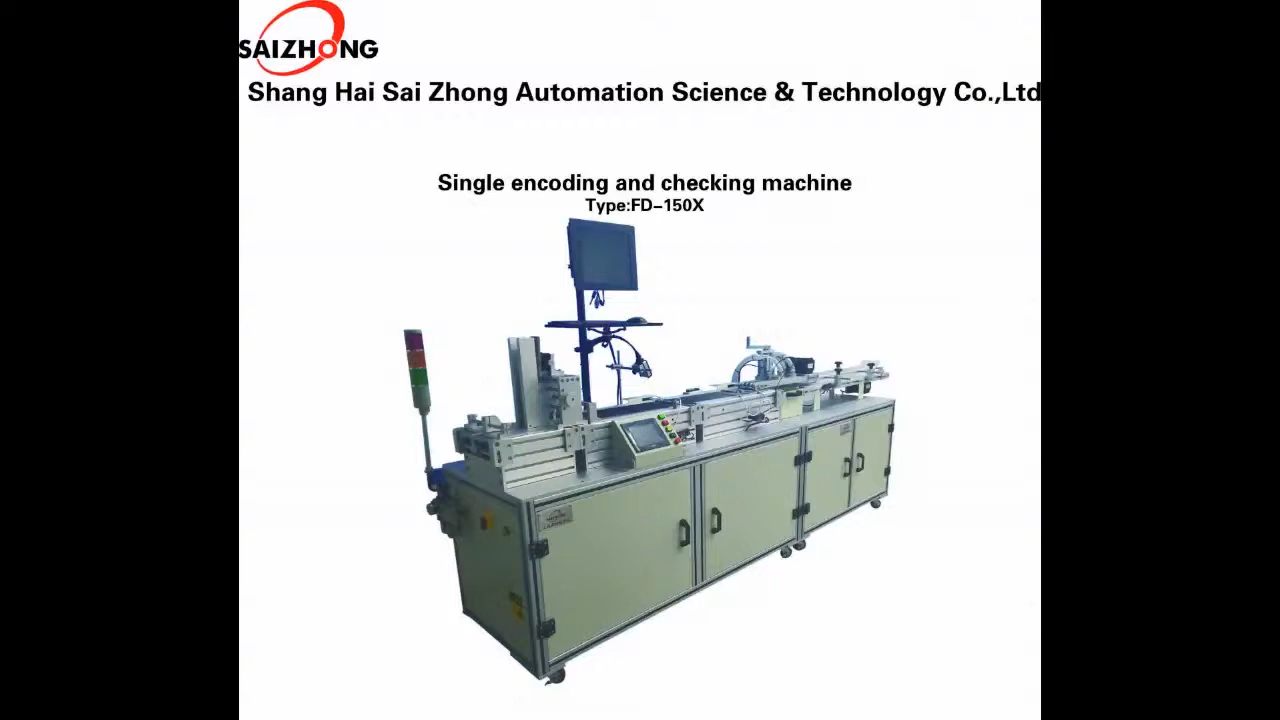 SAIZHONG
Shang Hai Sai Zhong Automation Science & Technology Co.,Ltd
Single encoding and checking machine
Type:FD-150X